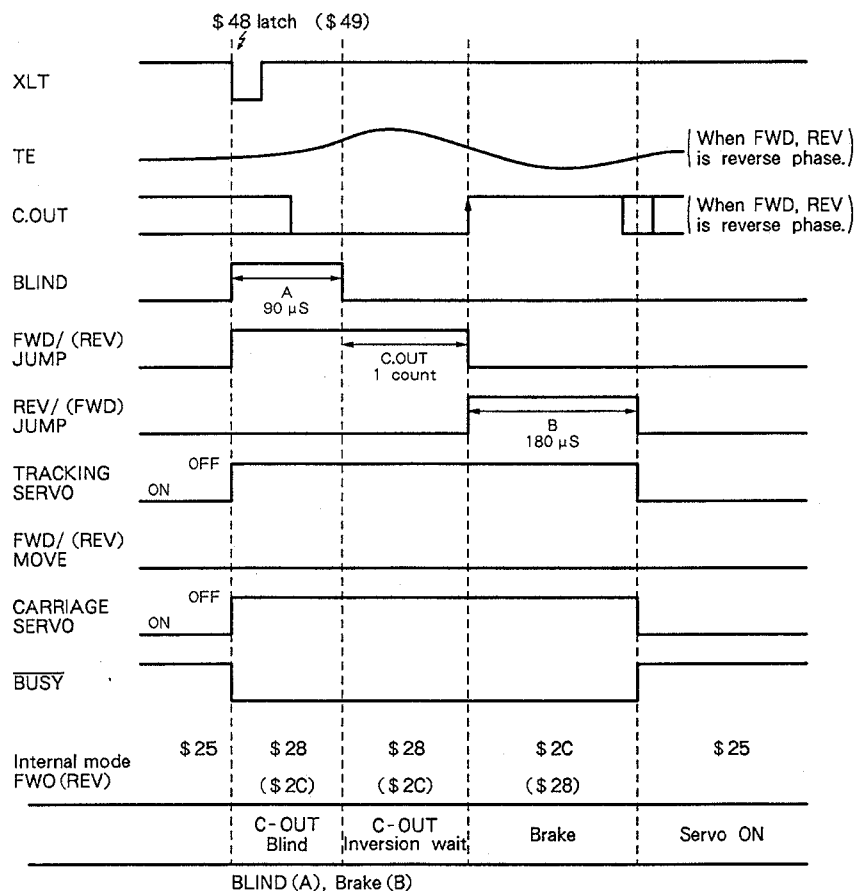 $ 48 latch ($ 49)
XLT
TE
(When FWD, REV
is reverse phase.)
C.OUT
(When FWD, REV
is reverse phase.)
BLIND
A
90 μS
FWD/ (REV)
JUMP
C.OUT
1 count
REV/ (FWD)
JUMP
B
180 μS
TRACKING
SERVO
OFF
ON
FWD/ (REV)
MOVE
CARRIAGE
SERVO
OFF
ON
BUSY
Internal mode
FWO (REV)
$ 25 $ 28 $ 28 $ 2C $ 25
($ 2C) ($ 2C) ($ 28)
C-OUT
Blind
C-OUT
Inversion wait
Brake
Servo ON
BLIND (A), Brake (B)